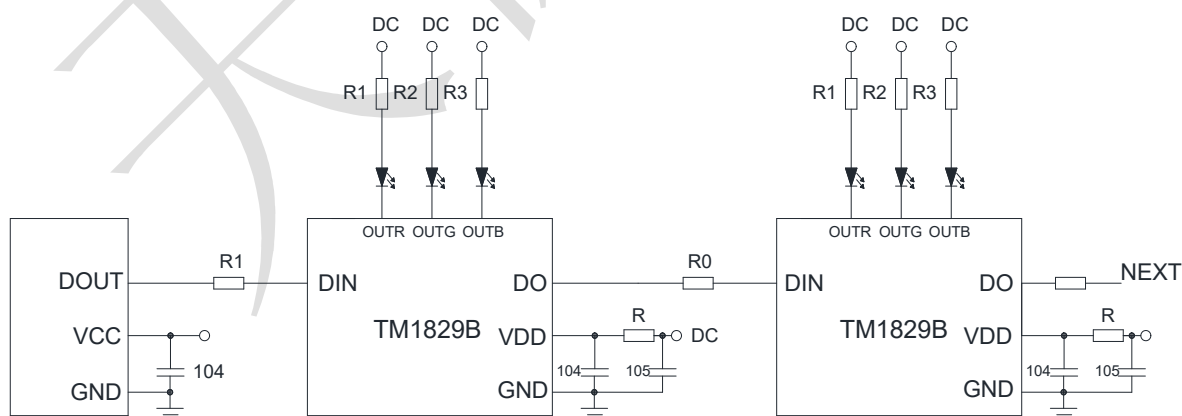 DC DC DC
DC DC DC
R1 R2 R3
R1 R2 R3
OUTR OUTG OUTB
OUTR OUTG OUTB
DOUT
R1
DIN
DO
R0
DIN
DO
NEXT
VCC
TM1829B
VDD
R
DC
TM1829B
VDD
R
104
104
105
104
105
GND
GND
GND